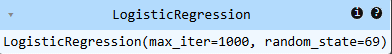 LogisticRegression i ?
LogisticRegression(max_iter=1000, random_state=69)